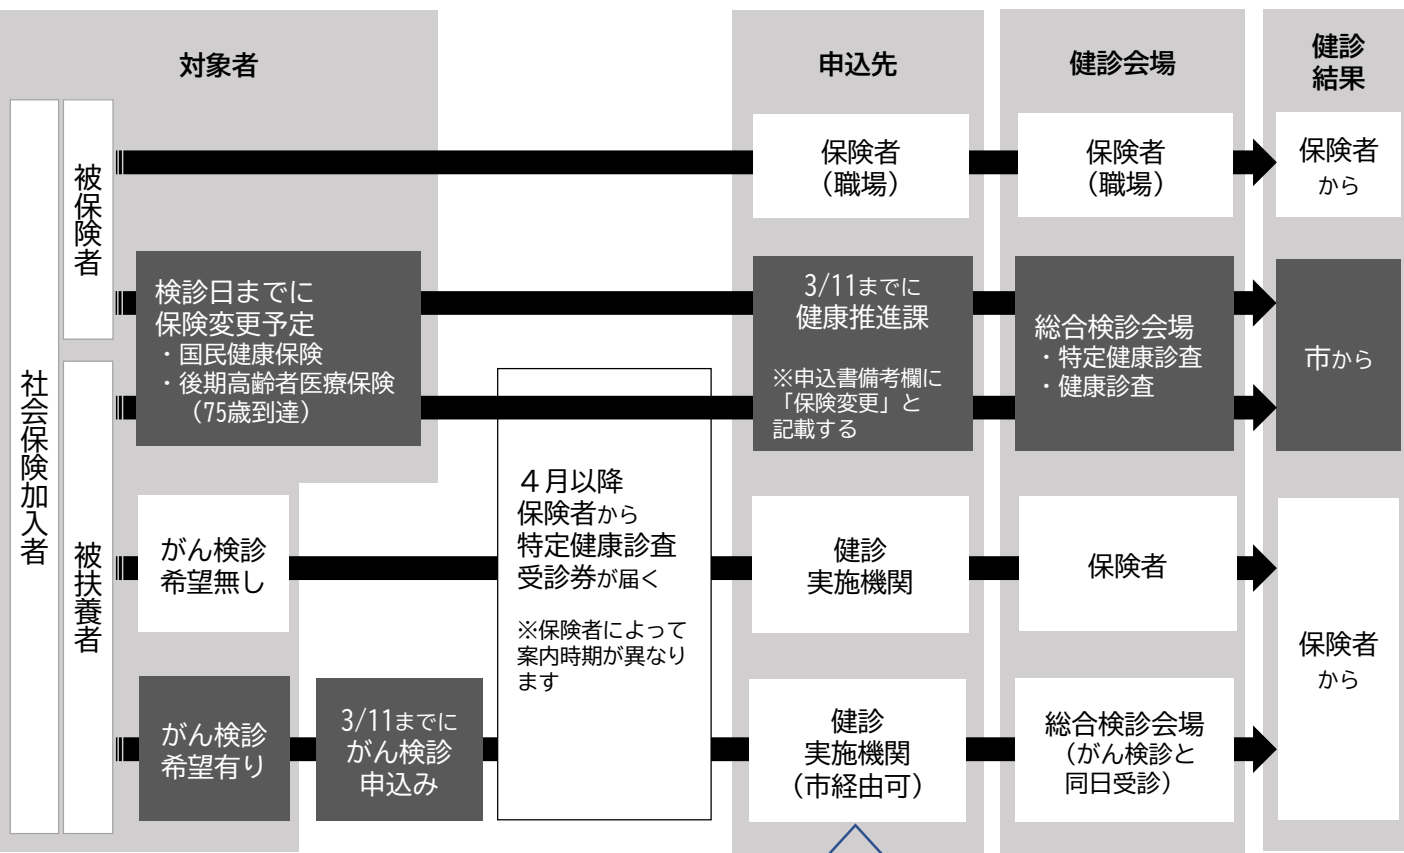 対象者
申込先
健診会場
健診
結果
社会保険加入者
被保険者
保険者
（職場）
保険者
（職場）
保険者
から
検診日までに
保険変更予定
・国民健康保険
・後期高齢者医療保険
（75歳到達）
3/11までに
健康推進課
※申込書備考欄に
「保険変更」と
記載する
総合検診会場
・特定健康診査
・健康診査
市から
被扶養者
がん検診
希望無し
４月以降
保険者から
特定健康診査
受診券が届く
※保険者によって
案内時期が異なり
ます
健診
実施機関
保険者
保険者
から
がん検診
希望有り
3/11までに
がん検診
申込み
健診
実施機関
（市経由可）
総合検診会場
（がん検診と
同日受診）